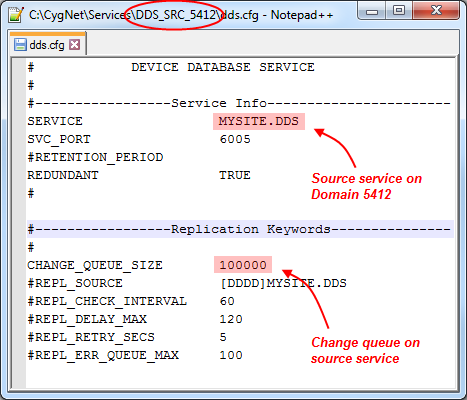 C:\CygNet\Services\DDS_SRC_5412\dds.cfg - Notepad++
dds.cfg
# DEVICE DATABASE SERVICE
#
#-----------------Service Info-----------------------
SERVICE MYSITE.DDS
SVC_PORT 6005
#RETENTION_PERIOD
REDUNDANT TRUE
#
Source service on
Domain 5412
#-----------------Replication Keywords---------------
#
CHANGE_QUEUE_SIZE 100000
#REPL_SOURCE [DDDD]MYSITE.DDS
#REPL_CHECK_INTERVAL 60
#REPL_DELAY_MAX 120
#REPL_RETRY_SECS 5
#REPL_ERR_QUEUE_MAX 100
Change queue on
source service